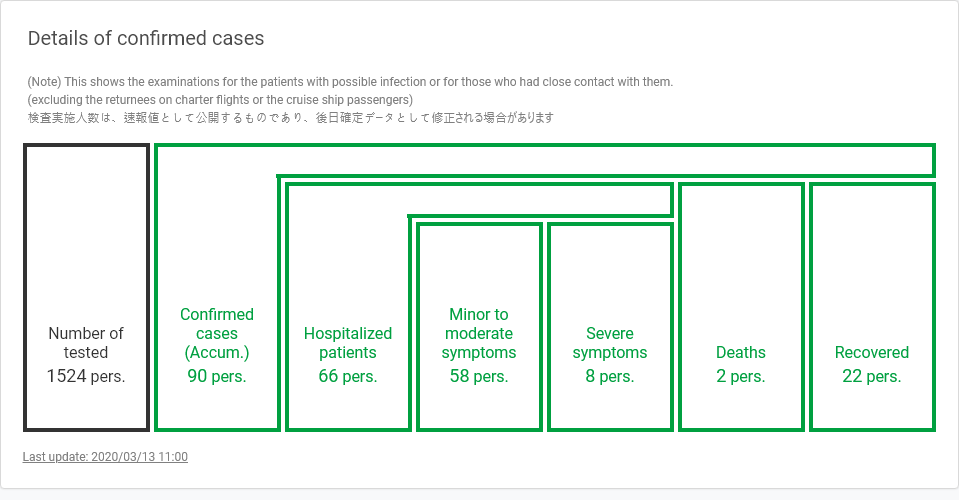 Details of confirmed cases
(Note) This shows the examinations for the patients with possible infection or for those who had close contact with them.
(excluding the returnees on charter flights or the cruise ship passengers)
検査実施人数は、速報値として公開するものであり、後日確定データとして修正される場合があります
Number of
tested
1524 pers.
Confirmed
cases
(Accum.)
90 pers.
Hospitalized
patients
66 pers.
Minor to
moderate
symptoms
58 pers.
Severe
symptoms
8 pers.
Deaths
2 pers.
Recovered
22 pers.
Last update: 2020/03/13 11:00